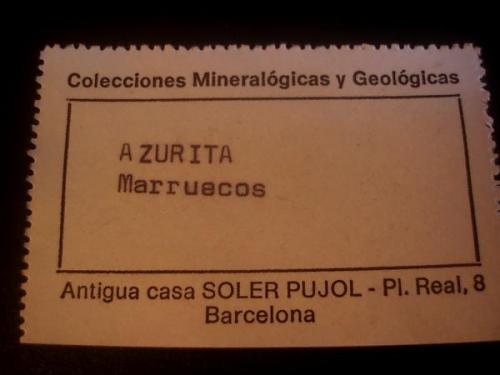 Colecciones Mineralógicas y Geológicas
AZURITA
Marruecos
Antigua casa SOLER PUJOL - Pl. Real, 8
Barcelona